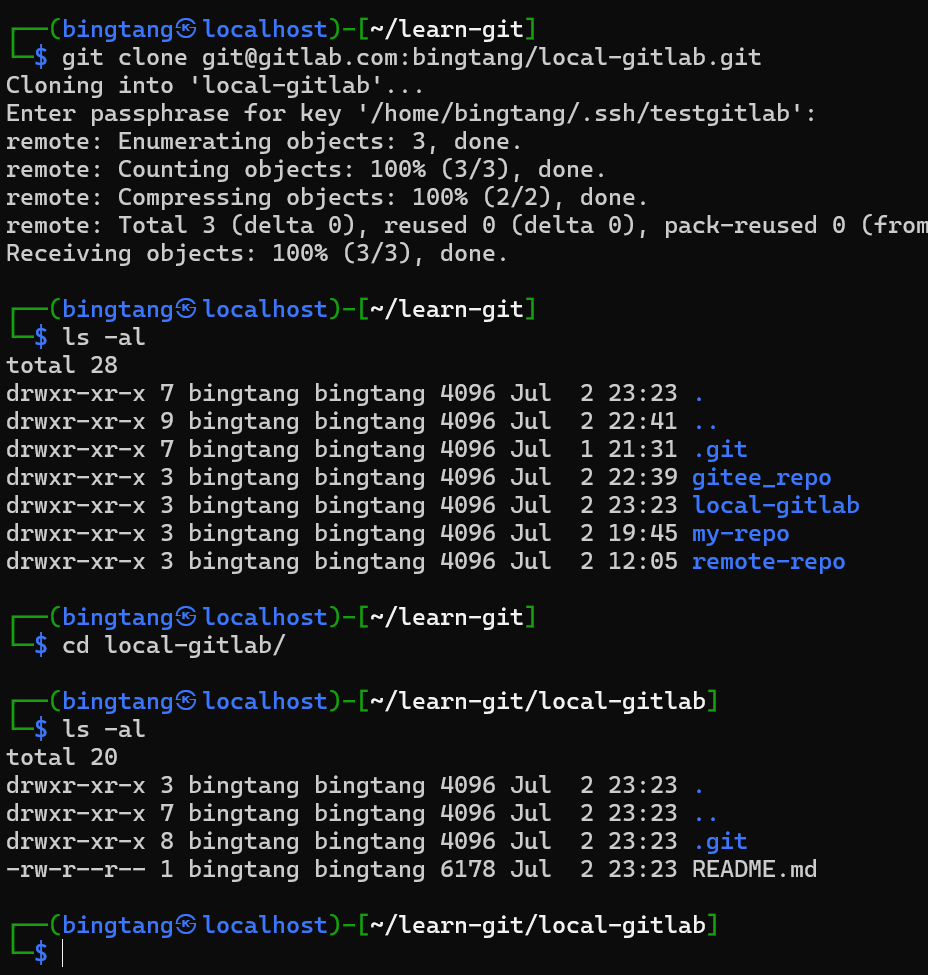 ┌──(bingtang㉿localhost)-[~/learn-git]
└─$ git clone git@gitlab.com:bingtang/local-gitlab.git
Cloning into 'local-gitlab'...
Enter passphrase for key '/home/bingtang/.ssh/testgitlab':
remote: Enumerating objects: 3, done.
remote: Counting objects: 100% (3/3), done.
remote: Compressing objects: 100% (2/2), done.
remote: Total 3 (delta 0), reused 0 (delta 0), pack-reused 0 (from
Receiving objects: 100% (3/3), done.
┌──(bingtang㉿localhost)-[~/learn-git]
└─$ ls -al
total 28
drwxr-xr-x 7 bingtang bingtang 4096 Jul  2 23:23 .
drwxr-xr-x 9 bingtang bingtang 4096 Jul  2 22:41 ..
drwxr-xr-x 7 bingtang bingtang 4096 Jul  1 21:31 .git
drwxr-xr-x 3 bingtang bingtang 4096 Jul  2 22:39 gitee_repo
drwxr-xr-x 3 bingtang bingtang 4096 Jul  2 23:23 local-gitlab
drwxr-xr-x 3 bingtang bingtang 4096 Jul  2 19:45 my-repo
drwxr-xr-x 3 bingtang bingtang 4096 Jul  2 12:05 remote-repo
┌──(bingtang㉿localhost)-[~/learn-git]
└─$ cd local-gitlab/
┌──(bingtang㉿localhost)-[~/learn-git/local-gitlab]
└─$ ls -al
total 20
drwxr-xr-x 3 bingtang bingtang 4096 Jul  2 23:23 .
drwxr-xr-x 7 bingtang bingtang 4096 Jul  2 23:23 ..
drwxr-xr-x 8 bingtang bingtang 4096 Jul  2 23:23 .git
-rw-r--r-- 1 bingtang bingtang 6178 Jul  2 23:23 README.md
┌──(bingtang㉿localhost)-[~/learn-git/local-gitlab]
└─$